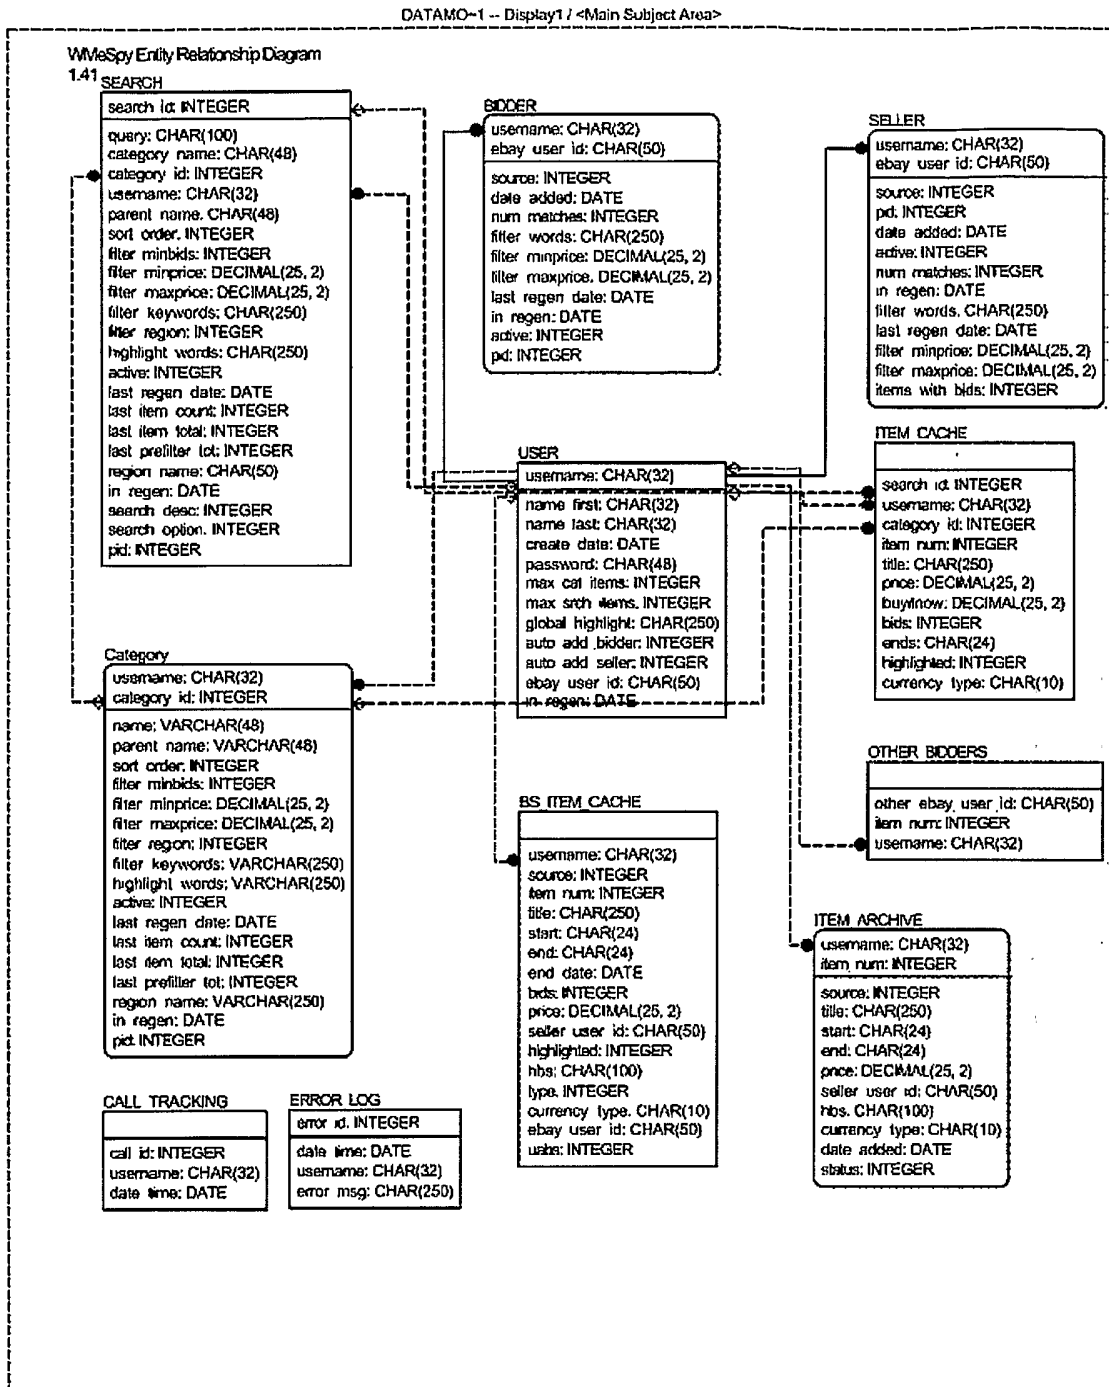 DATAMO~1 -- Display1 / <Main Subject Area>
WMeSpy Entity Relationship Diagram
1.41
SEARCH
search id: INTEGER
query: CHAR(100)
category name: CHAR(48)
category id: INTEGER
username: CHAR(32)
parent name: CHAR(48)
sort order: INTEGER
filter minbids: INTEGER
filter minprice: DECIMAL(25, 2)
filter maxprice: DECIMAL(25, 2)
filter keywords: CHAR(250)
filter region: INTEGER
highlight words: CHAR(250)
active: INTEGER
last regen date: DATE
last item count: INTEGER
last item total: INTEGER
last prefilter tot: INTEGER
region name: CHAR(50)
in regen: DATE
search desc: INTEGER
search option: INTEGER
pid: INTEGER
BIDDER
username: CHAR(32)
ebay user id: CHAR(50)
source: INTEGER
date added: DATE
num matches: INTEGER
filter words: CHAR(250)
filter minprice: DECIMAL(25, 2)
filter maxprice: DECIMAL(25, 2)
last regen date: DATE
in regen: DATE
active: INTEGER
pid: INTEGER
SELLER
username: CHAR(32)
ebay user id: CHAR(50)
source: INTEGER
pid: INTEGER
date added: DATE
active: INTEGER
num matches: INTEGER
in regen: DATE
filter words: CHAR(250)
last regen date: DATE
filter minprice: DECIMAL(25, 2)
filter maxprice: DECIMAL(25, 2)
items with bids: INTEGER
USER
username: CHAR(32)
name first: CHAR(32)
name last: CHAR(32)
create date: DATE
password: CHAR(48)
max cat items: INTEGER
max srch items: INTEGER
global highlight: CHAR(250)
auto add bidder: INTEGER
auto add seller: INTEGER
ebay user id: CHAR(50)
in regen: DATE
ITEM CACHE
search id: INTEGER
username: CHAR(32)
category id: INTEGER
item num: INTEGER
title: CHAR(250)
price: DECIMAL(25, 2)
buyitnow: DECIMAL(25, 2)
bids: INTEGER
ends: CHAR(24)
highlighted: INTEGER
currency type: CHAR(10)
Category
username: CHAR(32)
category id: INTEGER
name: VARCHAR(48)
parent name: VARCHAR(48)
sort order: INTEGER
filter minbids: INTEGER
filter minprice: DECIMAL(25, 2)
filter maxprice: DECIMAL(25, 2)
filter region: INTEGER
filter keywords: VARCHAR(250)
highlight words: VARCHAR(250)
active: INTEGER
last regen date: DATE
last item count: INTEGER
last item total: INTEGER
last prefilter tot: INTEGER
region name: VARCHAR(250)
in regen: DATE
pid: INTEGER
BS_ITEM_CACHE
username: CHAR(32)
source: INTEGER
item num: INTEGER
title: CHAR(250)
start: CHAR(24)
end: CHAR(24)
end date: DATE
bids: INTEGER
price: DECIMAL(25, 2)
seller user id: CHAR(50)
highlighted: INTEGER
hbs: CHAR(100)
type: INTEGER
currency type: CHAR(10)
ebay user id: CHAR(50)
uabs: INTEGER
OTHER BIDDERS
other ebay user id: CHAR(50)
item num: INTEGER
username: CHAR(32)
ITEM ARCHIVE
username: CHAR(32)
item num: INTEGER
source: INTEGER
title: CHAR(250)
start: CHAR(24)
end: CHAR(24)
price: DECIMAL(25, 2)
seller user id: CHAR(50)
hbs: CHAR(100)
currency type: CHAR(10)
date added: DATE
status: INTEGER
CALL TRACKING
call id: INTEGER
username: CHAR(32)
date time: DATE
ERROR LOG
error id: INTEGER
date time: DATE
username: CHAR(32)
error msg: CHAR(250)